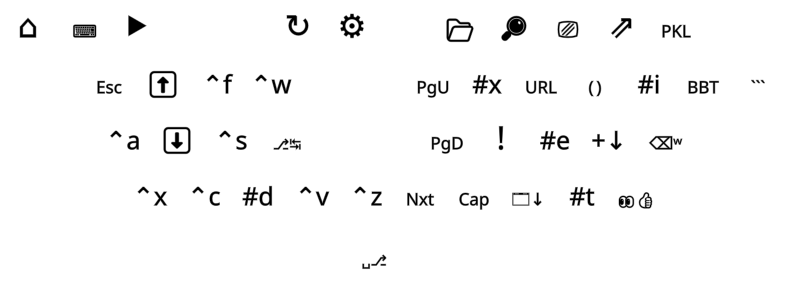 ⌂ ⌨ ▶ ↻ ⚙ 🗁 🔎 ⎚ ⇗ PKL
Esc ⬆ ^f ^w PgU #x URL () #i BBT ```
^a ⬇ ^s ⎇↹ PgD ! #e +↓ ⌫ʷ
^x ^c #d ^v ^z Nxt Cap 🗔↓ #t 👀👍
␣⎇